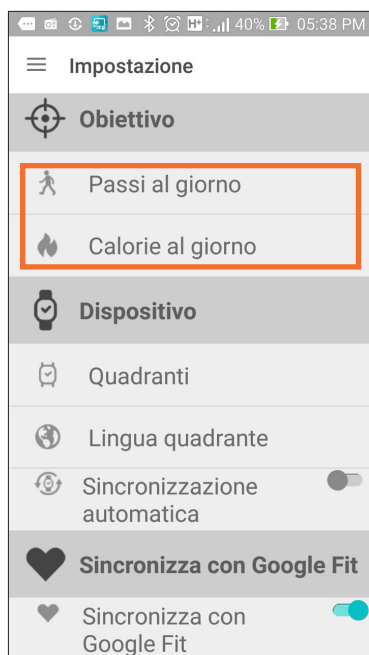 H+ 40% 05:38 PM
Impostazione
Obiettivo
Passi al giorno
Calorie al giorno
Dispositivo
Quadranti
Lingua quadrante
Sincronizzazione
automatica
Sincronizza con Google Fit
Sincronizza con
Google Fit